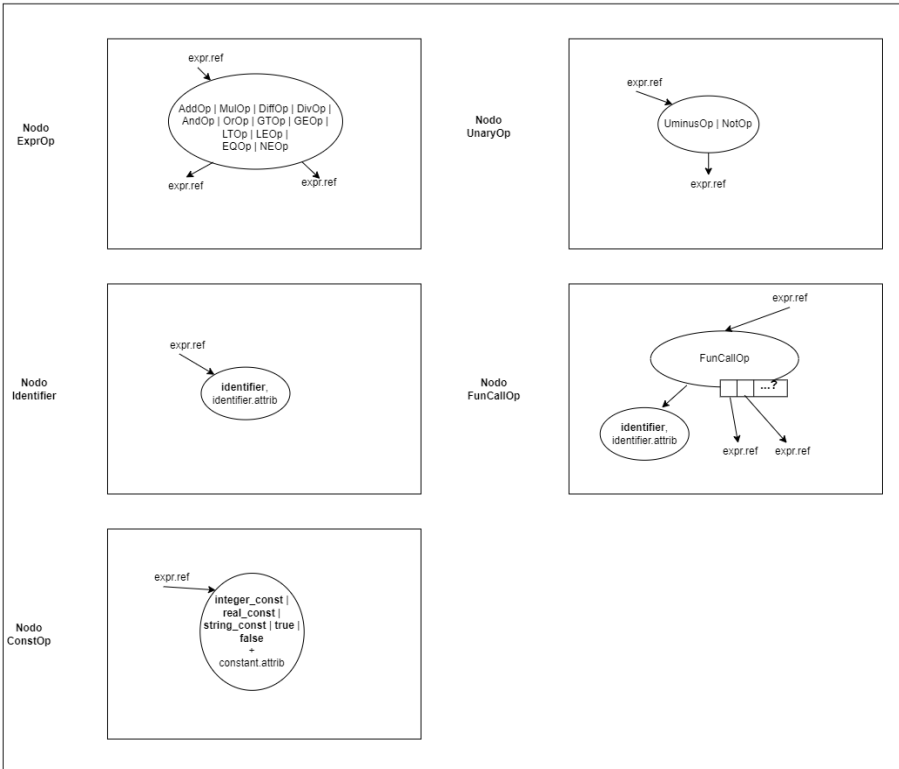 Nodo
ExprOp
expr.ref
AddOp | MulOp | DiffOp | DivOp |
AndOp | OrOp | GTOp | GEOp |
LTOp | LEOp |
EQOp | NEOp
expr.ref
expr.ref
Nodo
UnaryOp
expr.ref
UminusOp | NotOp
expr.ref
Nodo
Identifier
expr.ref
identifier,
identifier.attrib
Nodo
FunCallOp
expr.ref
FunCallOp
...?
identifier,
identifier.attrib
expr.ref
expr.ref
Nodo
ConstOp
expr.ref
integer_const |
real_const |
string_const | true |
false
+
constant.attrib